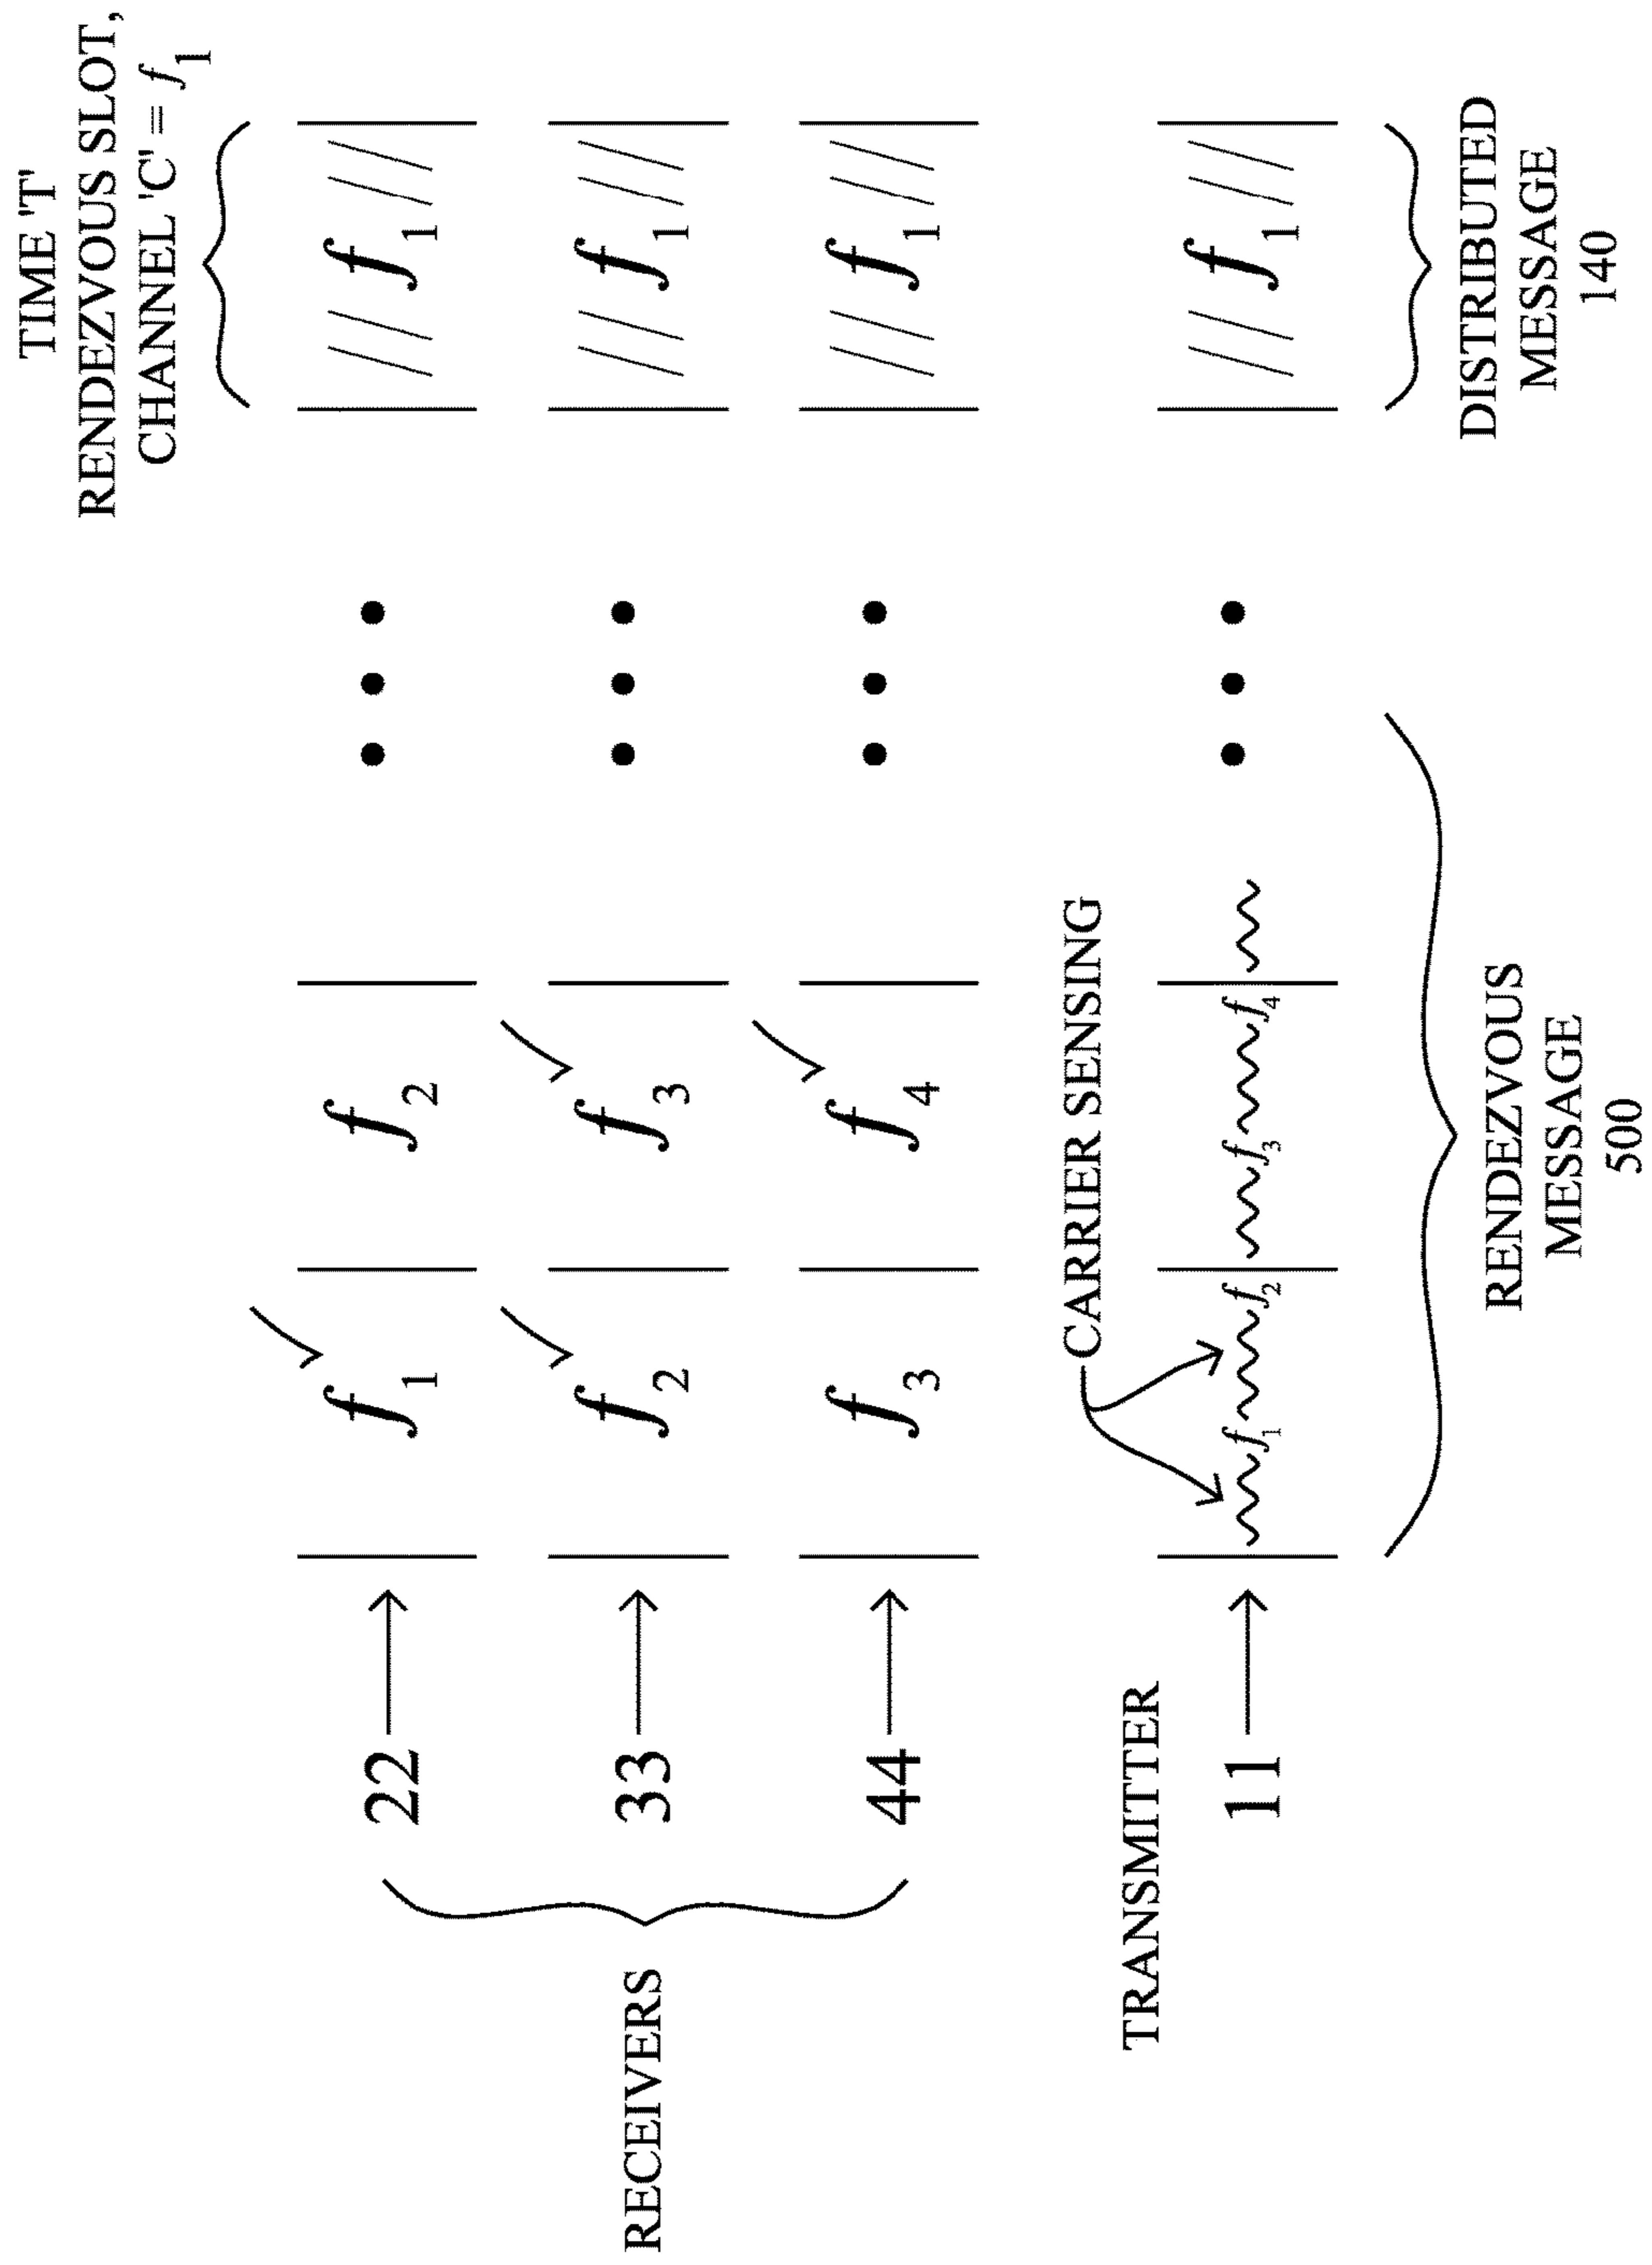 TIME 'T'
RENDEZVOUS SLOT,
CHANNEL 'C' = f1
RECEIVERS
22 f1 f2 f1
33 f2 f3 f1
44 f3 f4 f1
CARRIER SENSING
TRANSMITTER
11 f1 f2 f3 f4 f1
RENDEZVOUS
MESSAGE
500
DISTRIBUTED
MESSAGE
140